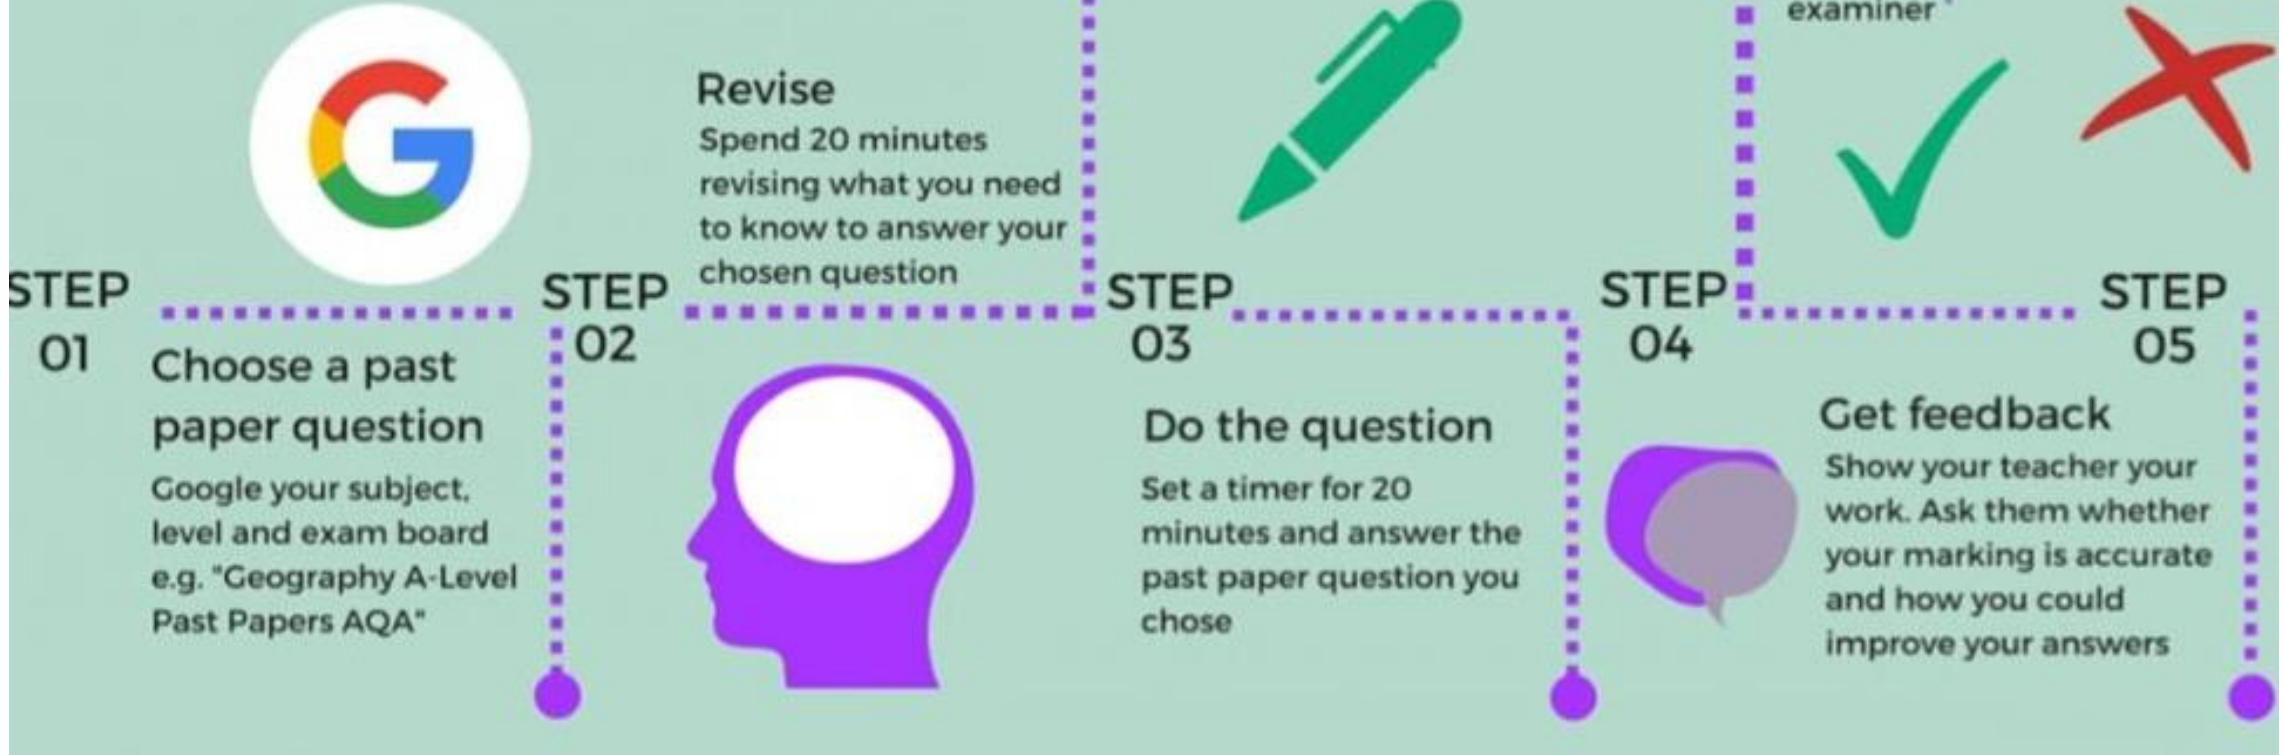 STEP
01
Choose a past
paper question
Google your subject,
level and exam board
e.g. "Geography A-Level
Past Papers AQA"
STEP
02
Revise
Spend 20 minutes
revising what you need
to know to answer your
chosen question
STEP
03
Do the question
Set a timer for 20
minutes and answer the
past paper question you
chose
STEP
04
examiner
STEP
05
Get feedback
Show your teacher your
work. Ask them whether
your marking is accurate
and how you could
improve your answers